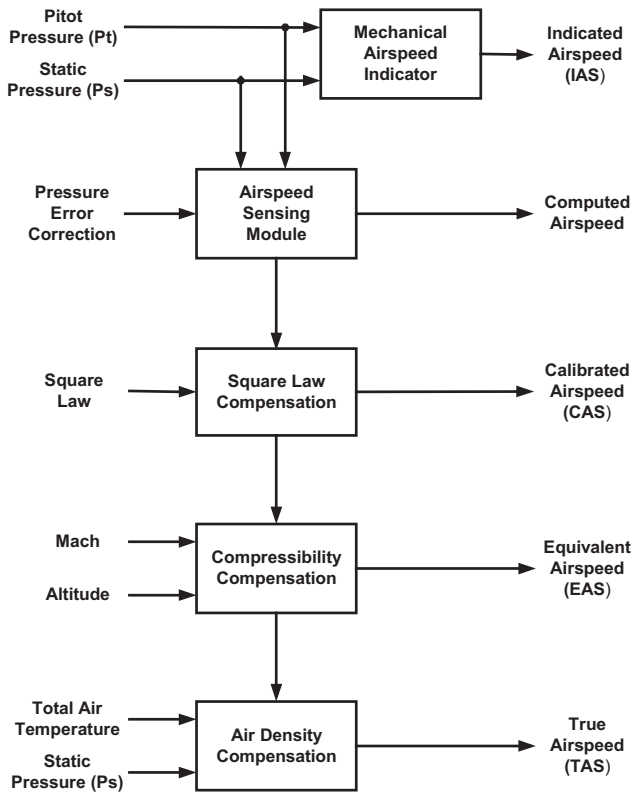 Pitot
Pressure (Pt)
Static
Pressure (Ps)
Mechanical
Airspeed
Indicator
Indicated
Airspeed
(IAS)
Pressure
Error
Correction
Airspeed
Sensing
Module
Computed
Airspeed
Square
Law
Square Law
Compensation
Calibrated
Airspeed
(CAS)
Mach
Altitude
Compressibility
Compensation
Equivalent
Airspeed
(EAS)
Total Air
Temperature
Static
Pressure (Ps)
Air Density
Compensation
True
Airspeed
(TAS)